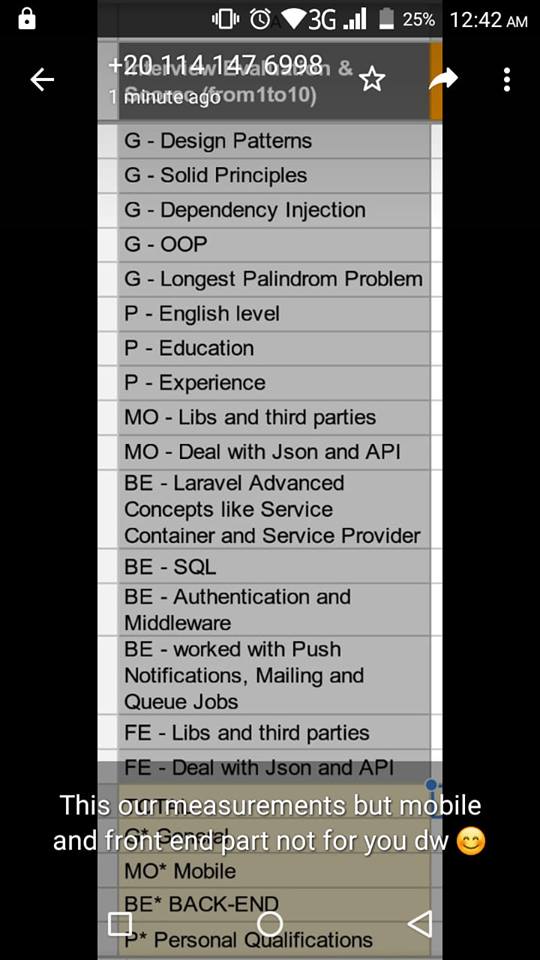 3G 25% 12:42 AM
+20 114 147 6998
1 minute ago
Interview Evaluation &
Scores (from1to10)
G - Design Patterns
G - Solid Principles
G - Dependency Injection
G - OOP
G - Longest Palindrom Problem
P - English level
P - Education
P - Experience
MO - Libs and third parties
MO - Deal with Json and API
BE - Laravel Advanced
Concepts like Service
Container and Service Provider
BE - SQL
BE - Authentication and
Middleware
BE - worked with Push
Notifications, Mailing and
Queue Jobs
FE - Libs and third parties
FE - Deal with Json and API
This our measurements but mobile
and front end part not for you dw 😊
G* General
MO* Mobile
BE* BACK-END
P* Personal Qualifications